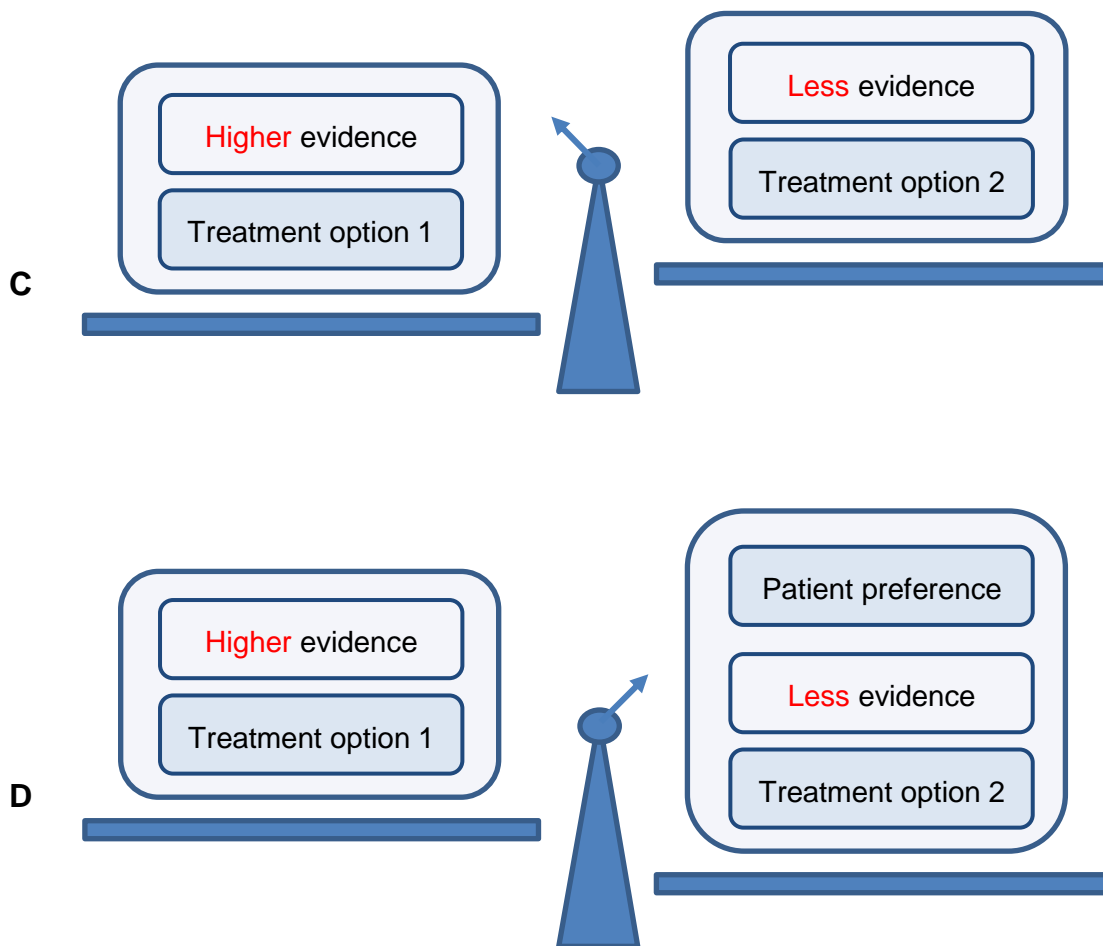 Higher evidence
Treatment option 1
Less evidence
Treatment option 2
C
Higher evidence
Treatment option 1
Patient preference
Less evidence
Treatment option 2
D